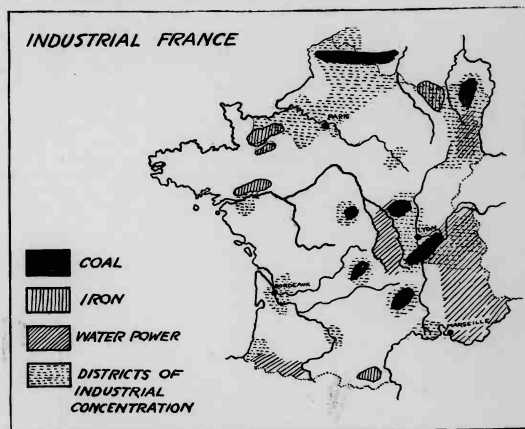 INDUSTRIAL FRANCE
PARIS
LYON
BORDEAUX
MARSEILLE
COAL
IRON
WATER POWER
DISTRICTS OF
INDUSTRIAL
CONCENTRATION